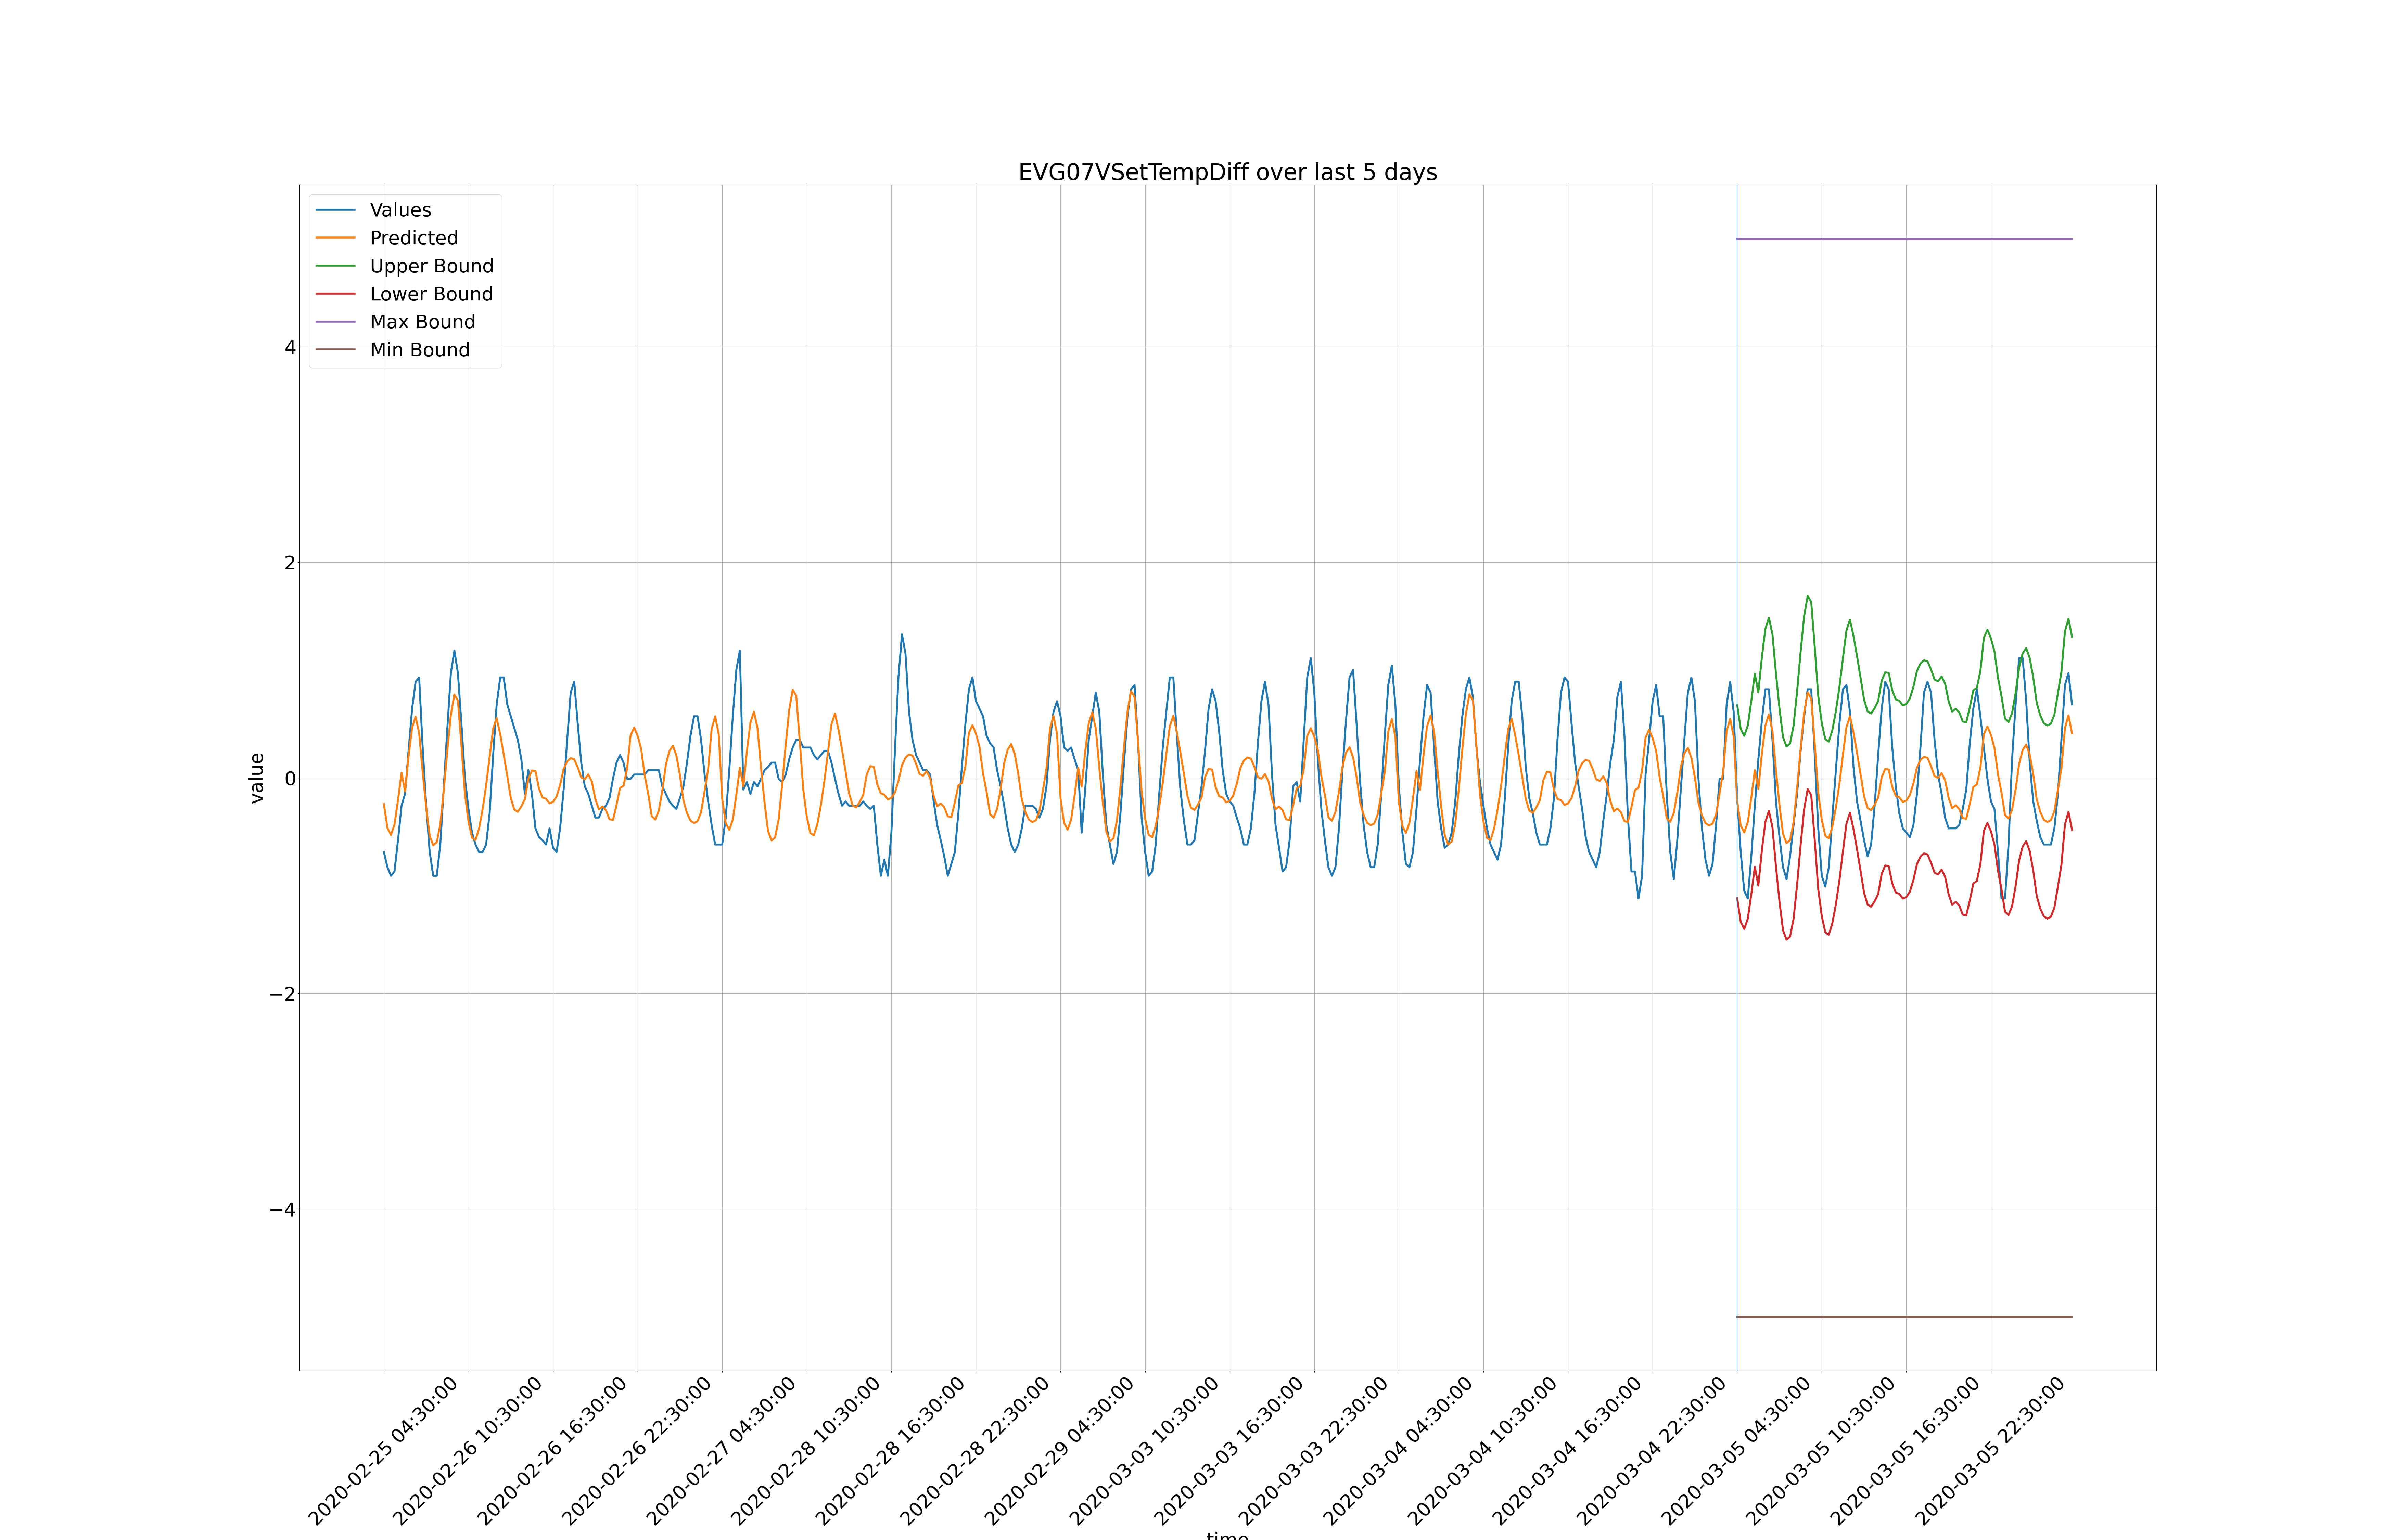 EVG07VSetTempDiff over last 5 days
Values
Predicted
Upper Bound
Lower Bound
Max Bound
Min Bound
4
2
0
−2
−4
value
2020-02-25 04:30:00
2020-02-26 10:30:00
2020-02-26 16:30:00
2020-02-26 22:30:00
2020-02-27 04:30:00
2020-02-28 10:30:00
2020-02-28 16:30:00
2020-02-28 22:30:00
2020-02-29 04:30:00
2020-03-03 10:30:00
2020-03-03 16:30:00
2020-03-03 22:30:00
2020-03-04 04:30:00
2020-03-04 10:30:00
2020-03-04 16:30:00
2020-03-04 22:30:00
2020-03-05 04:30:00
2020-03-05 10:30:00
2020-03-05 16:30:00
2020-03-05 22:30:00
time